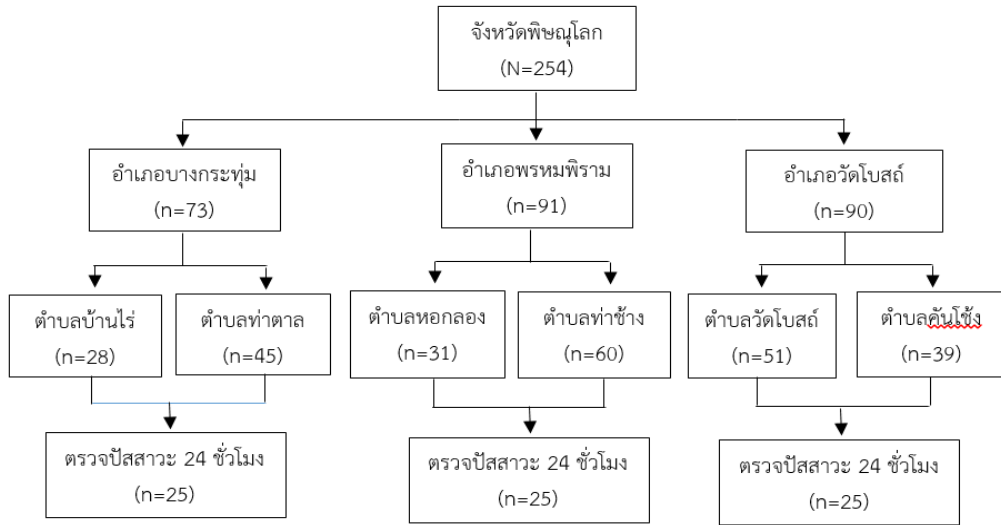 จังหวัดพิษณุโลก
(N=254)
อำเภอบางกระทุ่ม
(n=73)
อำเภอพรหมพิราม
(n=91)
อำเภอวัดโบสถ์
(n=90)
ตำบลบ้านไร่
(n=28)
ตำบลท่าตาล
(n=45)
ตำบลหอกลอง
(n=31)
ตำบลท่าช้าง
(n=60)
ตำบลวัดโบสถ์
(n=51)
ตำบลคันโช้ง
(n=39)
ตรวจปัสสาวะ 24 ชั่วโมง
(n=25)
ตรวจปัสสาวะ 24 ชั่วโมง
(n=25)
ตรวจปัสสาวะ 24 ชั่วโมง
(n=25)